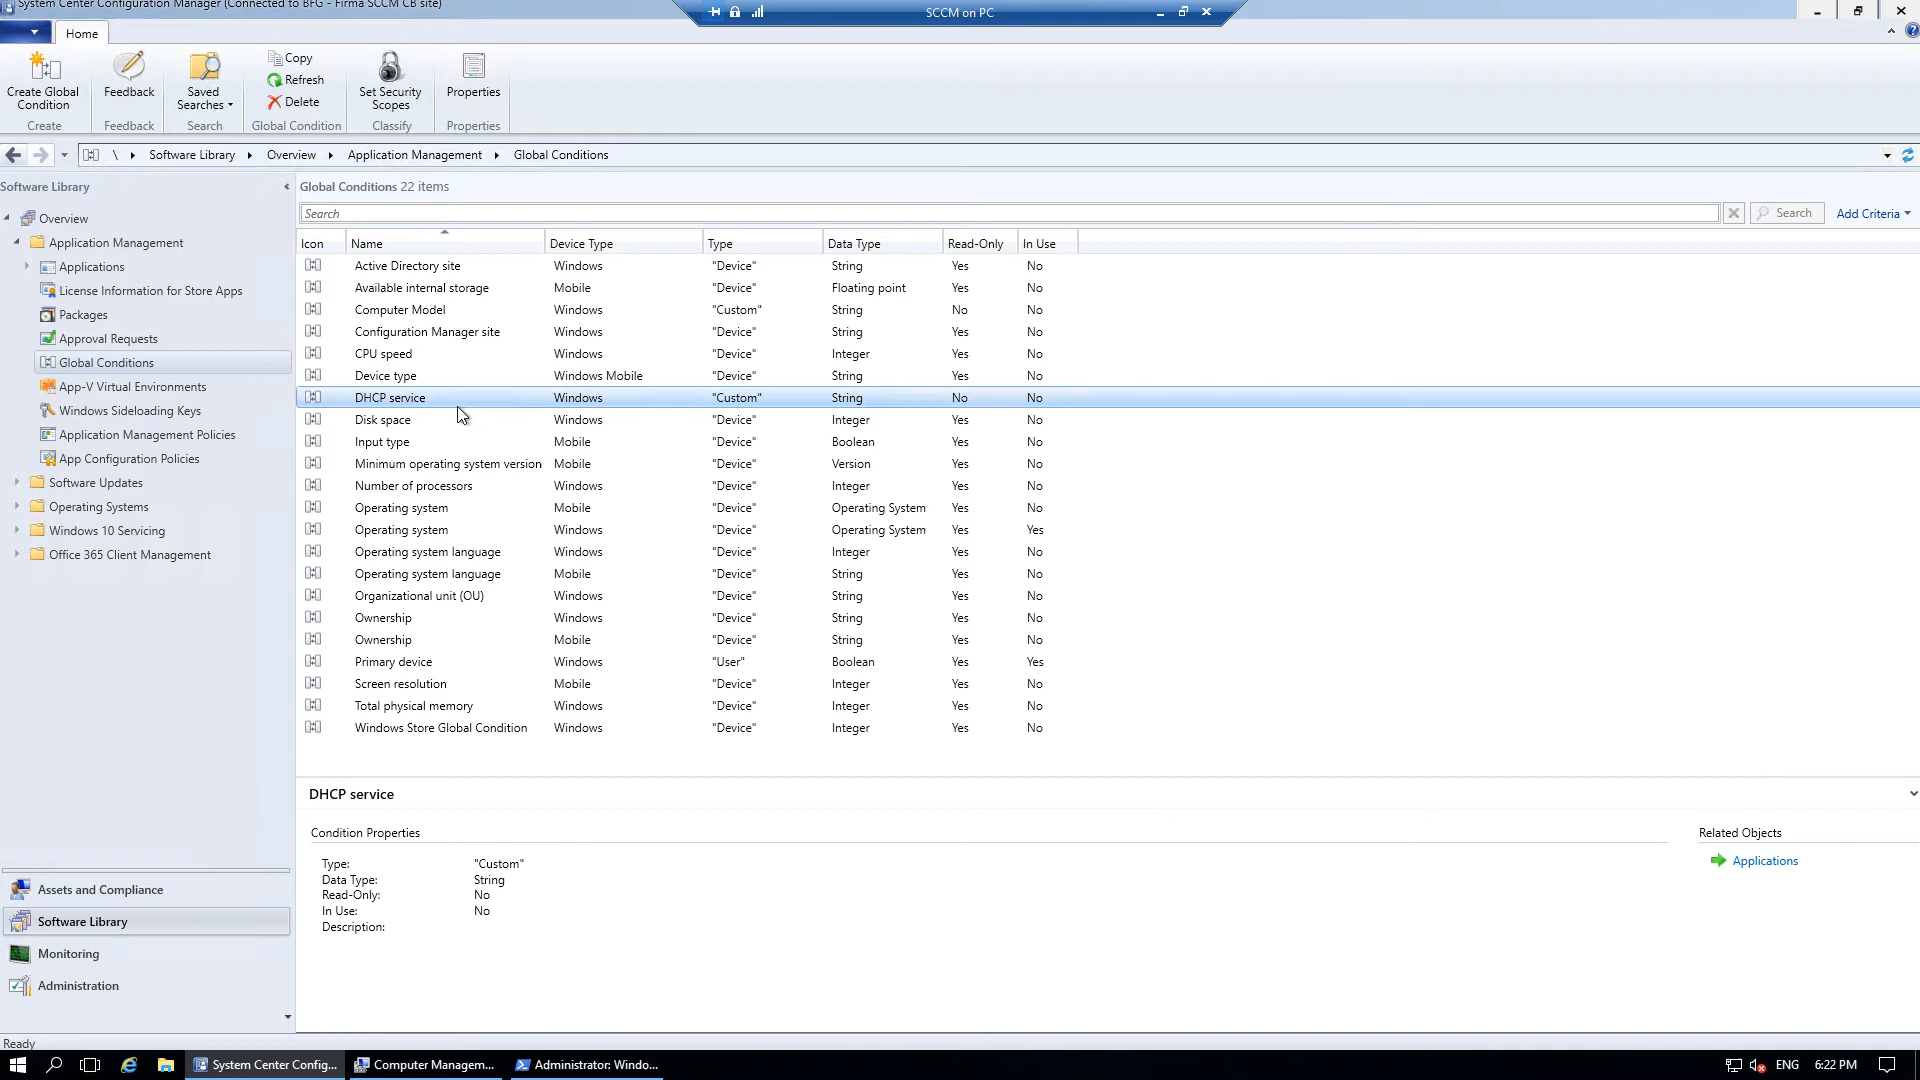 System Center Configuration Manager (Connected to BFG - Firma SCCM CB site)
SCCM on PC
Home
Create Global Condition
Create
Feedback
Feedback
Saved Searches
Search
Copy
Refresh
Delete
Global Condition
Set Security Scopes
Classify
Properties
Properties
\ Software Library Overview Application Management Global Conditions
Software Library
Overview
Application Management
Applications
License Information for Store Apps
Packages
Approval Requests
Global Conditions
App-V Virtual Environments
Windows Sideloading Keys
Application Management Policies
App Configuration Policies
Software Updates
Operating Systems
Windows 10 Servicing
Office 365 Client Management
Assets and Compliance
Software Library
Monitoring
Administration
Global Conditions 22 items
Search
Search
Add Criteria
Icon Name Device Type Type Data Type Read-Only In Use
Active Directory site Windows "Device" String Yes No
Available internal storage Mobile "Device" Floating point Yes No
Computer Model Windows "Custom" String No No
Configuration Manager site Windows "Device" String Yes No
CPU speed Windows "Device" Integer Yes No
Device type Windows Mobile "Device" String Yes No
DHCP service Windows "Custom" String No No
Disk space Windows "Device" Integer Yes No
Input type Mobile "Device" Boolean Yes No
Minimum operating system version Mobile "Device" Version Yes No
Number of processors Windows "Device" Integer Yes No
Operating system Mobile "Device" Operating System Yes No
Operating system Windows "Device" Operating System Yes Yes
Operating system language Windows "Device" Integer Yes No
Operating system language Mobile "Device" String Yes No
Organizational unit (OU) Windows "Device" String Yes No
Ownership Windows "Device" String Yes No
Ownership Mobile "Device" String Yes No
Primary device Windows "User" Boolean Yes Yes
Screen resolution Mobile "Device" Integer Yes No
Total physical memory Windows "Device" Integer Yes No
Windows Store Global Condition Windows "Device" Integer Yes No
DHCP service
Condition Properties
Type: "Custom"
Data Type: String
Read-Only: No
In Use: No
Description:
Related Objects
Applications
Ready
System Center Config...
Computer Managem...
Administrator: Windo...
ENG
6:22 PM